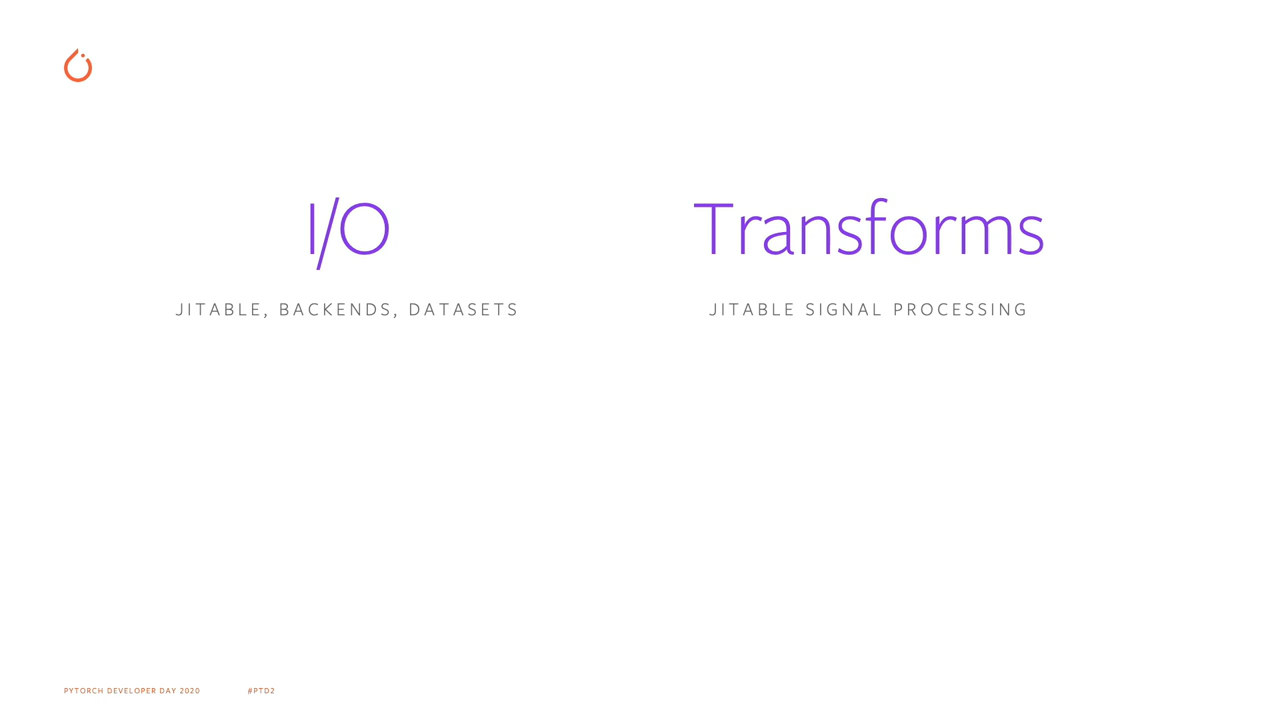 I/O
JITABLE, BACKENDS, DATASETS
Transforms
JITABLE SIGNAL PROCESSING
PYTORCH DEVELOPER DAY 2020
#PTD2